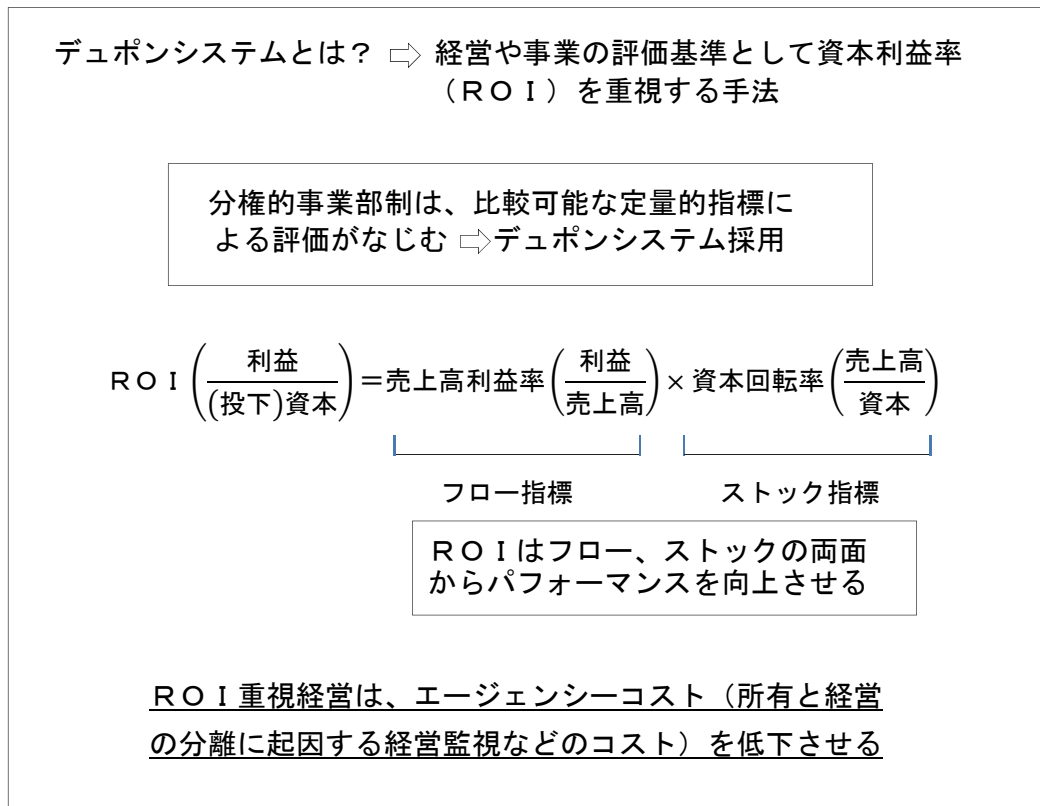 デュポンシステムとは？ ⇨ 経営や事業の評価基準として資本利益率
（ＲＯＩ）を重視する手法
分権的事業部制は、比較可能な定量的指標に
よる評価がなじむ ⇨デュポンシステム採用
ＲＯＩ(利益/(投下)資本)＝売上高利益率(利益/売上高)×資本回転率(売上高/資本)
フロー指標 ストック指標
ＲＯＩはフロー、ストックの両面
からパフォーマンスを向上させる
ＲＯＩ重視経営は、エージェンシーコスト（所有と経営
の分離に起因する経営監視などのコスト）を低下させる